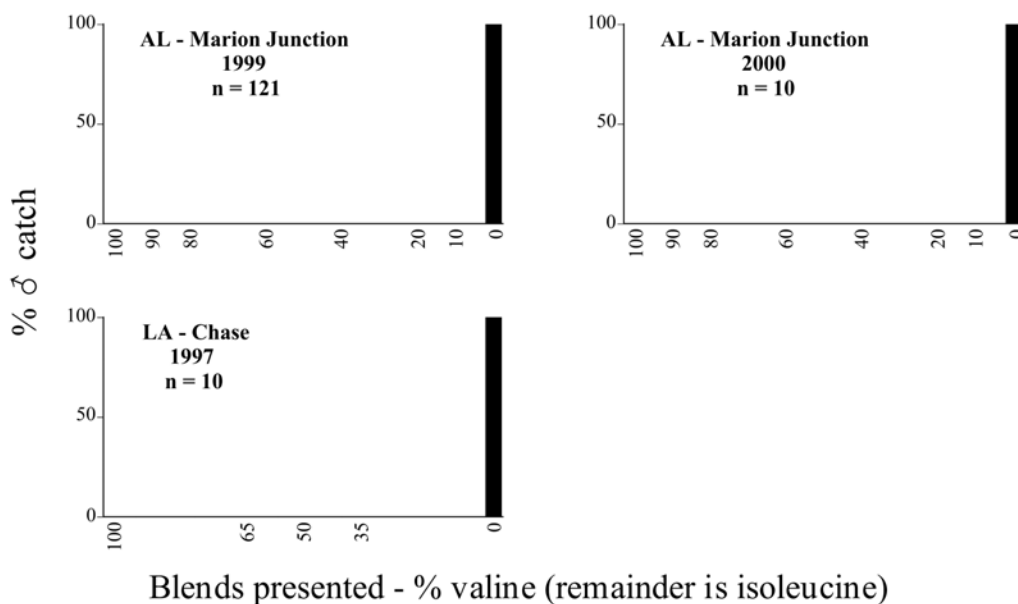 % ♂ catch
100
50
0
AL - Marion Junction
1999
n = 121
100 90 80 60 40 20 10 0
100
50
0
AL - Marion Junction
2000
n = 10
100 90 80 60 40 20 10 0
100
50
0
LA - Chase
1997
n = 10
100 65 50 35 0
Blends presented - % valine (remainder is isoleucine)